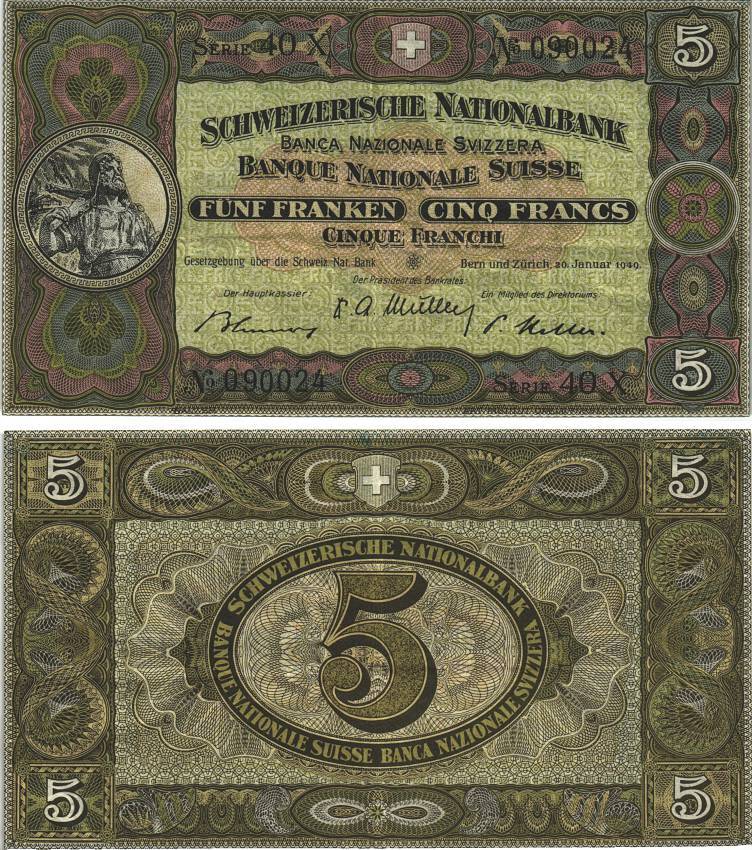 SERIE 40 X
No 090024
5
SCHWEIZERISCHE NATIONALBANK
BANCA NAZIONALE SVIZZERA
BANQUE NATIONALE SUISSE
FÜNF FRANKEN CINQ FRANCS
CINQUE FRANCHI
Gesetzgebung über die Schweiz. Nat. Bank
Bern und Zürich, 20. Januar 1949.
Der Präsident des Bankrates:
Der Hauptkassier:
Ein Mitglied des Direktoriums:
A. Müller
No 090024
SERIE 40 X
5
ZÜRICH
5
5
SCHWEIZERISCHE NATIONALBANK
5
BANQUE NATIONALE SUISSE BANCA NAZIONALE SVIZZERA
5
5